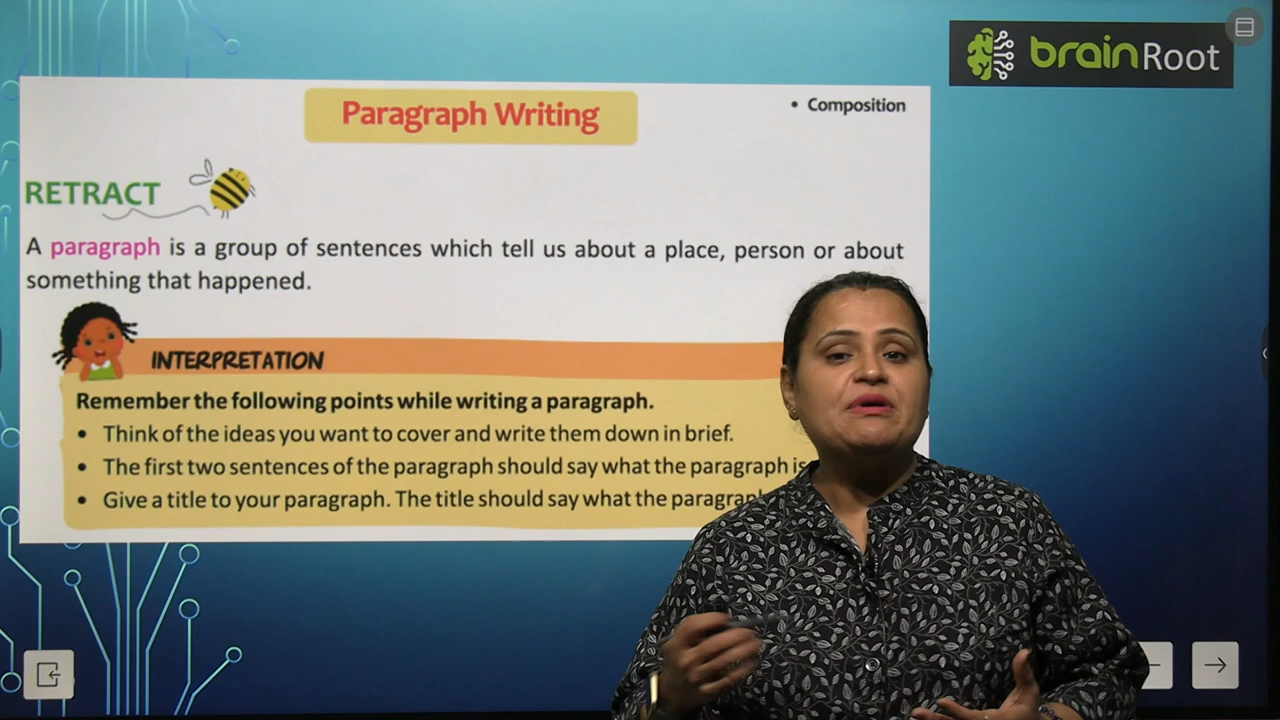 brainRoot
Paragraph Writing
• Composition
RETRACT
A paragraph is a group of sentences which tell us about a place, person or about
something that happened.
INTERPRETATION
Remember the following points while writing a paragraph.
• Think of the ideas you want to cover and write them down in brief.
• The first two sentences of the paragraph should say what the paragraph is
• Give a title to your paragraph. The title should say what the